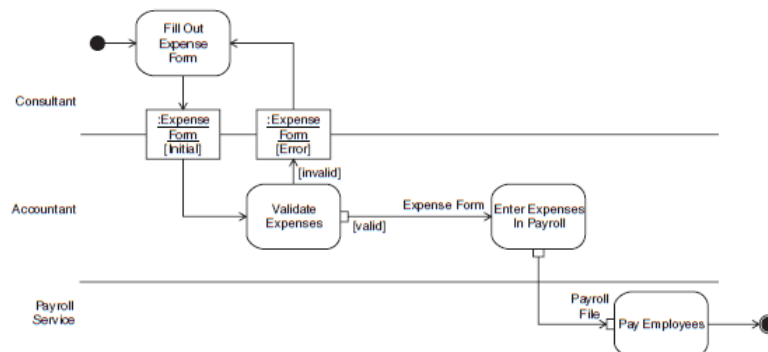 Fill Out
Expense
Form
Consultant
:Expense
Form
[Initial]
:Expense
Form
[Error]
[invalid]
Accountant
Validate
Expenses
[valid]
Expense Form
Enter Expenses
In Payroll
Payroll
Service
Payroll
File
Pay Employees